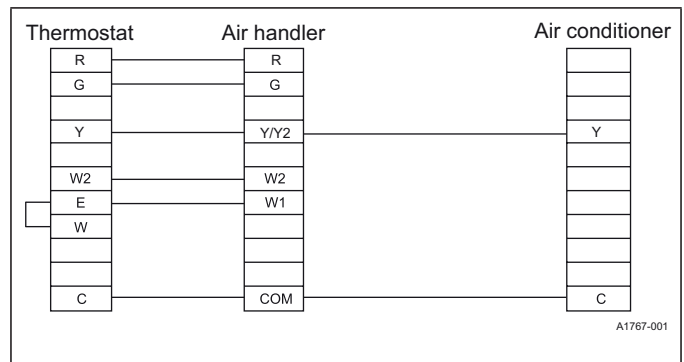 Thermostat Air handler Air conditioner
R R
G G
Y Y/Y2 Y
W2 W2
E W1
W
C COM C
A1767-001